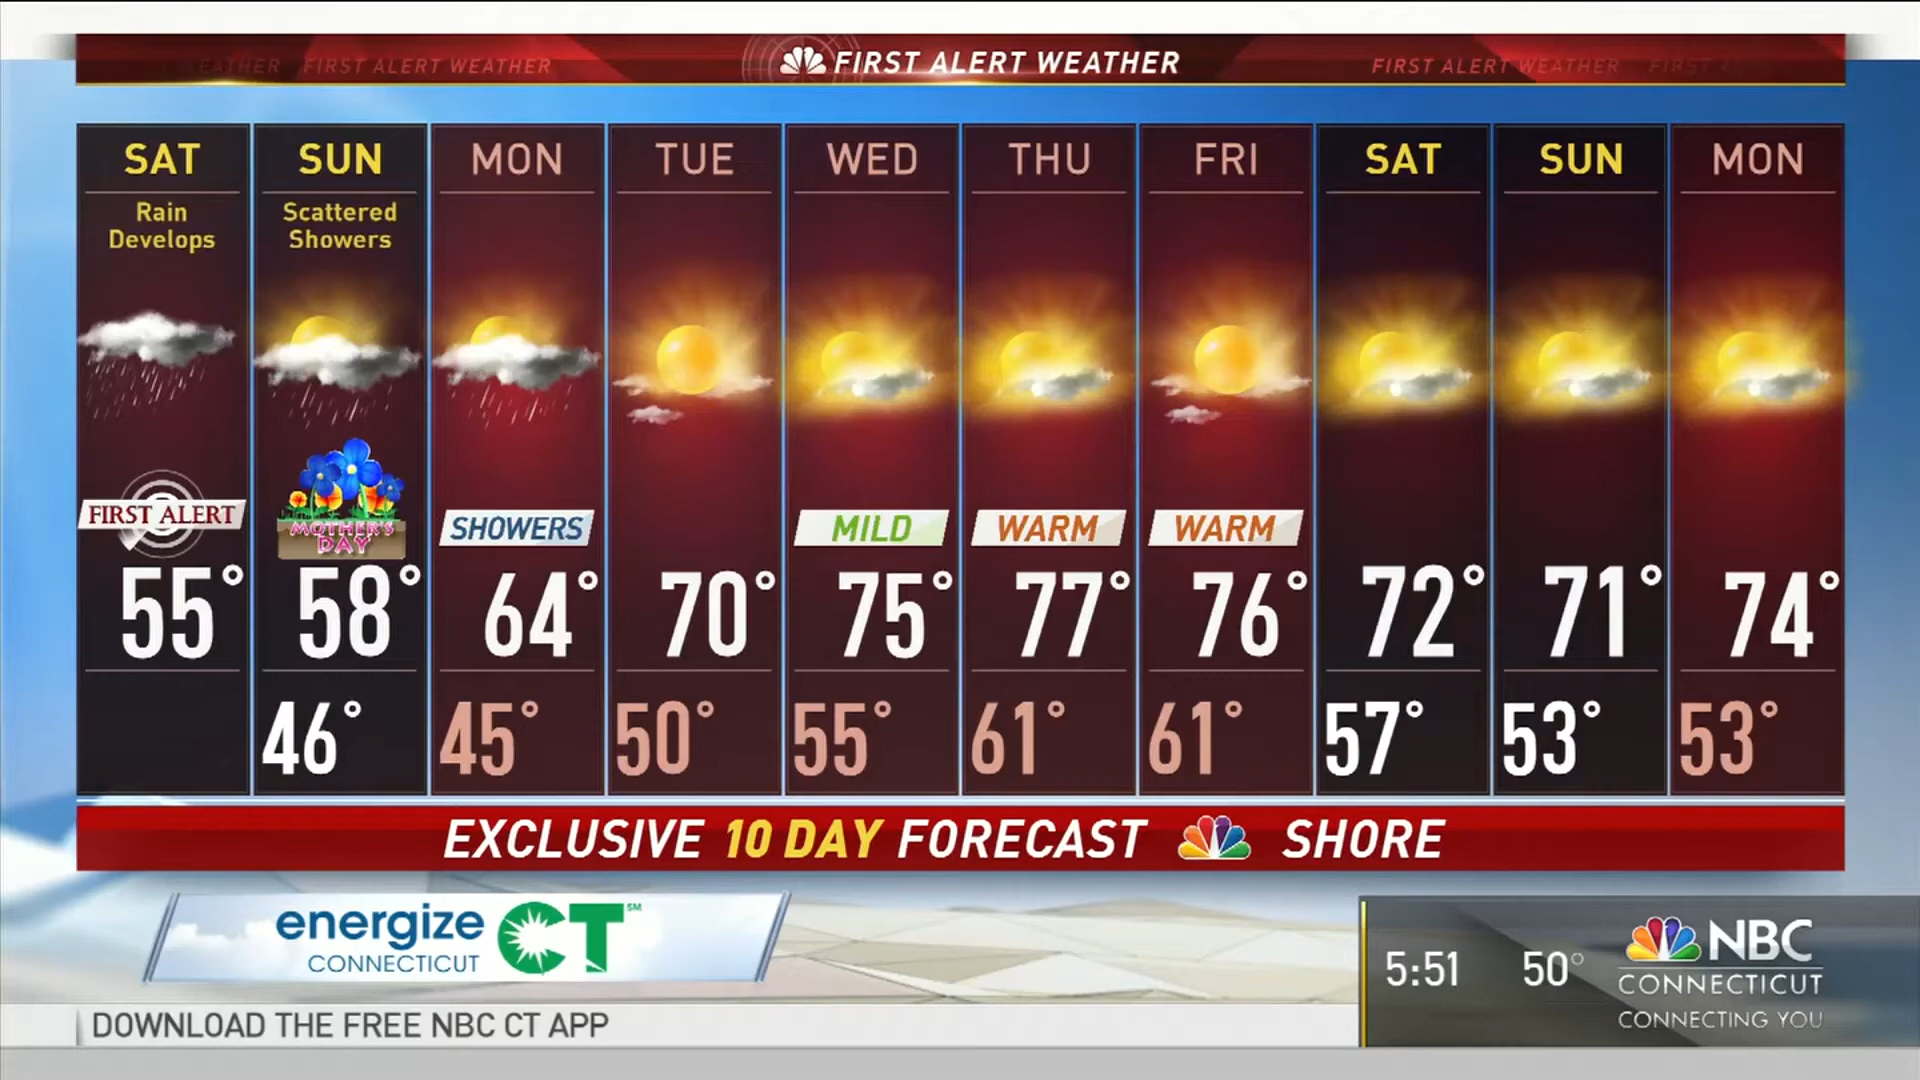 WEATHER FIRST ALERT WEATHER
FIRST ALERT WEATHER
FIRST ALERT WEATHER FIRST
SAT SUN MON TUE WED THU FRI SAT SUN MON
Rain
Develops
Scattered
Showers
FIRST ALERT
MOTHER'S
DAY
SHOWERS
MILD
WARM
WARM
55° 58° 64° 70° 75° 77° 76° 72° 71° 74°
46° 45° 50° 55° 61° 61° 57° 53° 53°
EXCLUSIVE 10 DAY FORECAST SHORE
energize CT SM
CONNECTICUT
5:51 50°
NBC
CONNECTICUT
CONNECTING YOU
DOWNLOAD THE FREE NBC CT APP